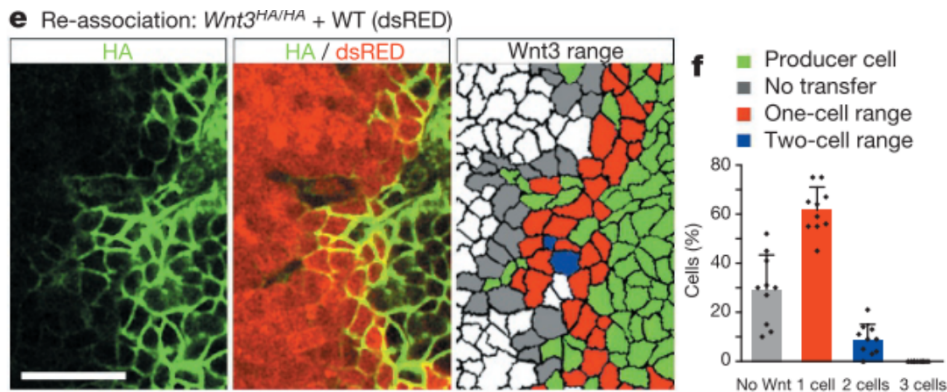 e Re-association: Wnt3HA/HA + WT (dsRED)
HA
HA / dsRED
Wnt3 range
f
Producer cell
No transfer
One-cell range
Two-cell range
Cells (%)
80
60
40
20
0
No Wnt 1 cell 2 cells 3 cells